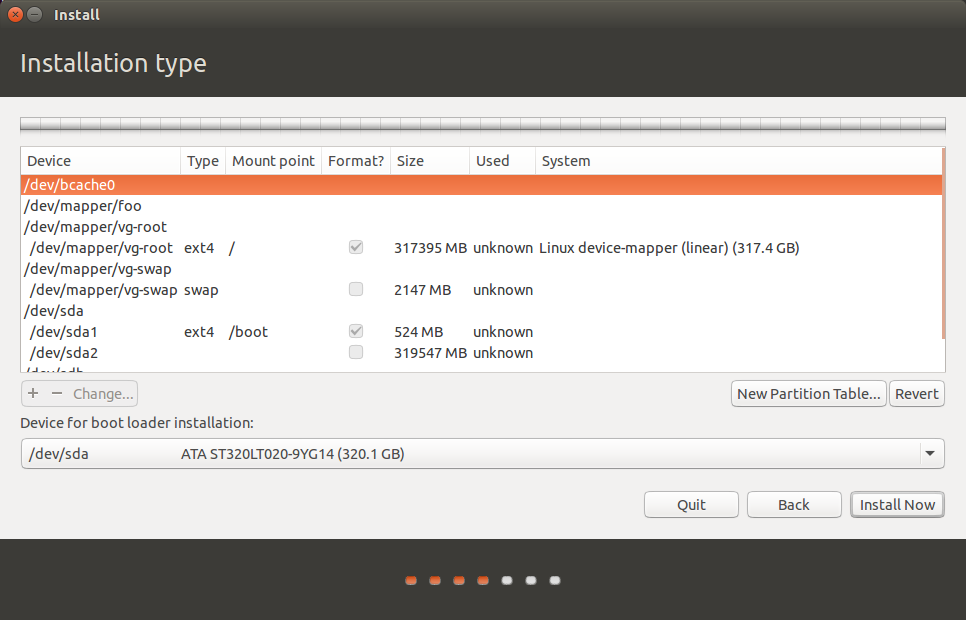 Install
Installation type
Device Type Mount point Format? Size Used System
/dev/bcache0
/dev/mapper/foo
/dev/mapper/vg-root
/dev/mapper/vg-root ext4 / 317395 MB unknown Linux device-mapper (linear) (317.4 GB)
/dev/mapper/vg-swap
/dev/mapper/vg-swap swap 2147 MB unknown
/dev/sda
/dev/sda1 ext4 /boot 524 MB unknown
/dev/sda2 319547 MB unknown
/dev/sdb
+ − Change... New Partition Table... Revert
Device for boot loader installation:
/dev/sda ATA ST320LT020-9YG14 (320.1 GB)
Quit Back Install Now